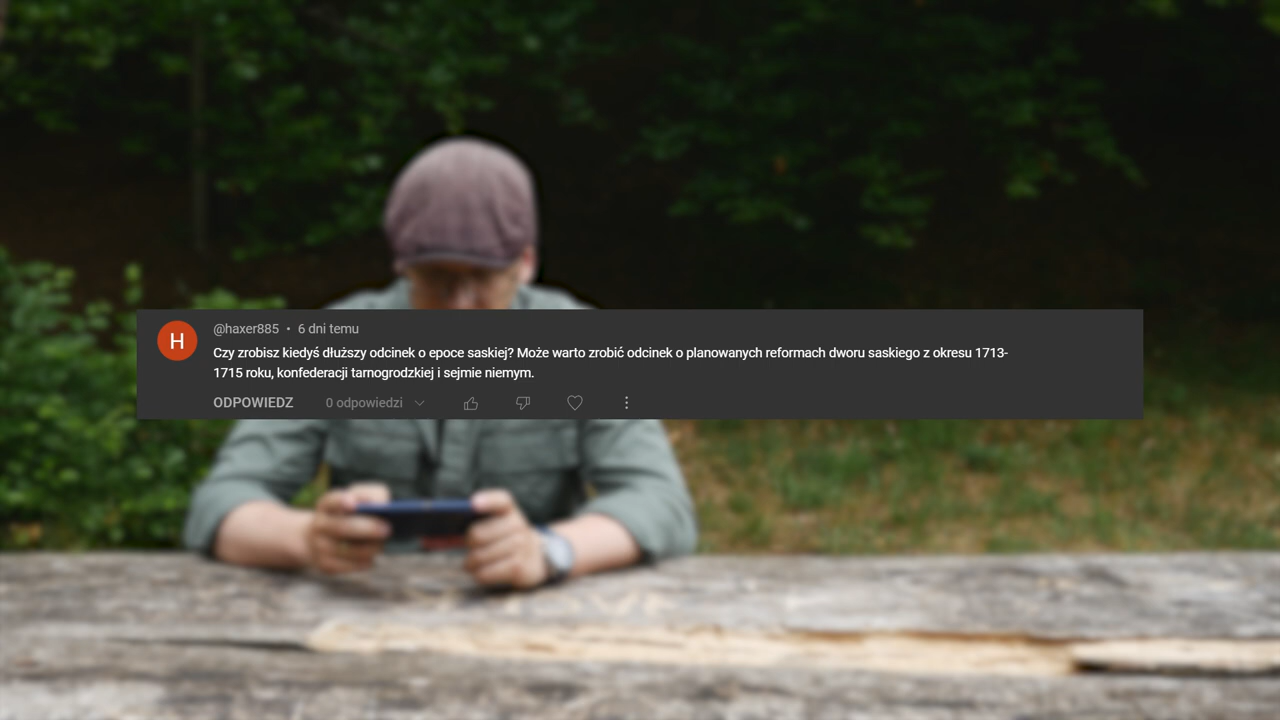 H
@haxer885 • 6 dni temu
Czy zrobisz kiedyś dłuższy odcinek o epoce saskiej? Może warto zrobić odcinek o planowanych reformach dworu saskiego z okresu 1713-
1715 roku, konfederacji tarnogrodzkiej i sejmie niemym.
ODPOWIEDZ 0 odpowiedzi